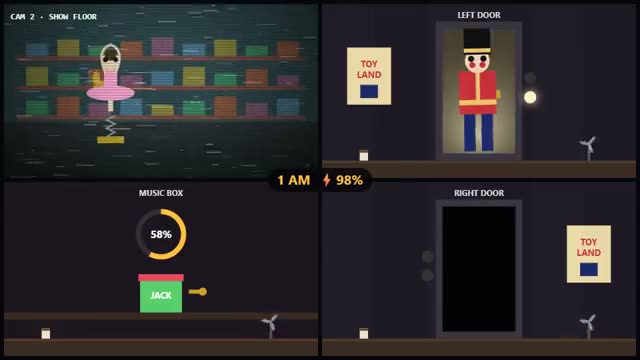 CAM 2 - SHOW FLOOR
LEFT DOOR
TOY
LAND
1 AM
98%
MUSIC BOX
58%
JACK
RIGHT DOOR
TOY
LAND